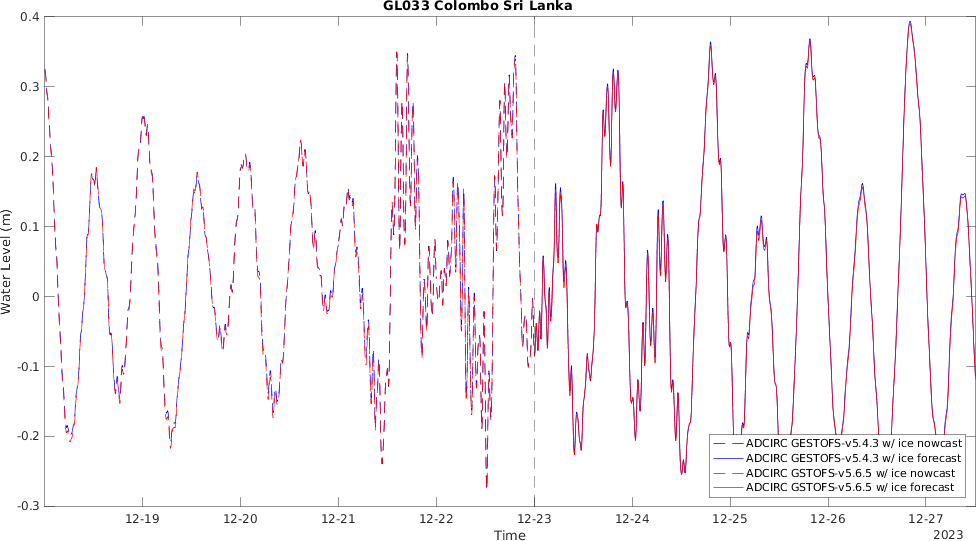 GL033 Colombo Sri Lanka
0.4
0.3
0.2
0.1
0
-0.1
-0.2
-0.3
Water Level (m)
12-19
12-20
12-21
12-22
12-23
12-24
12-25
12-26
12-27
Time
2023
ADCIRC GESTOFS-v5.4.3 w/ ice nowcast
ADCIRC GESTOFS-v5.4.3 w/ ice forecast
ADCIRC GSTOFS-v5.6.5 w/ ice nowcast
ADCIRC GSTOFS-v5.6.5 w/ ice forecast